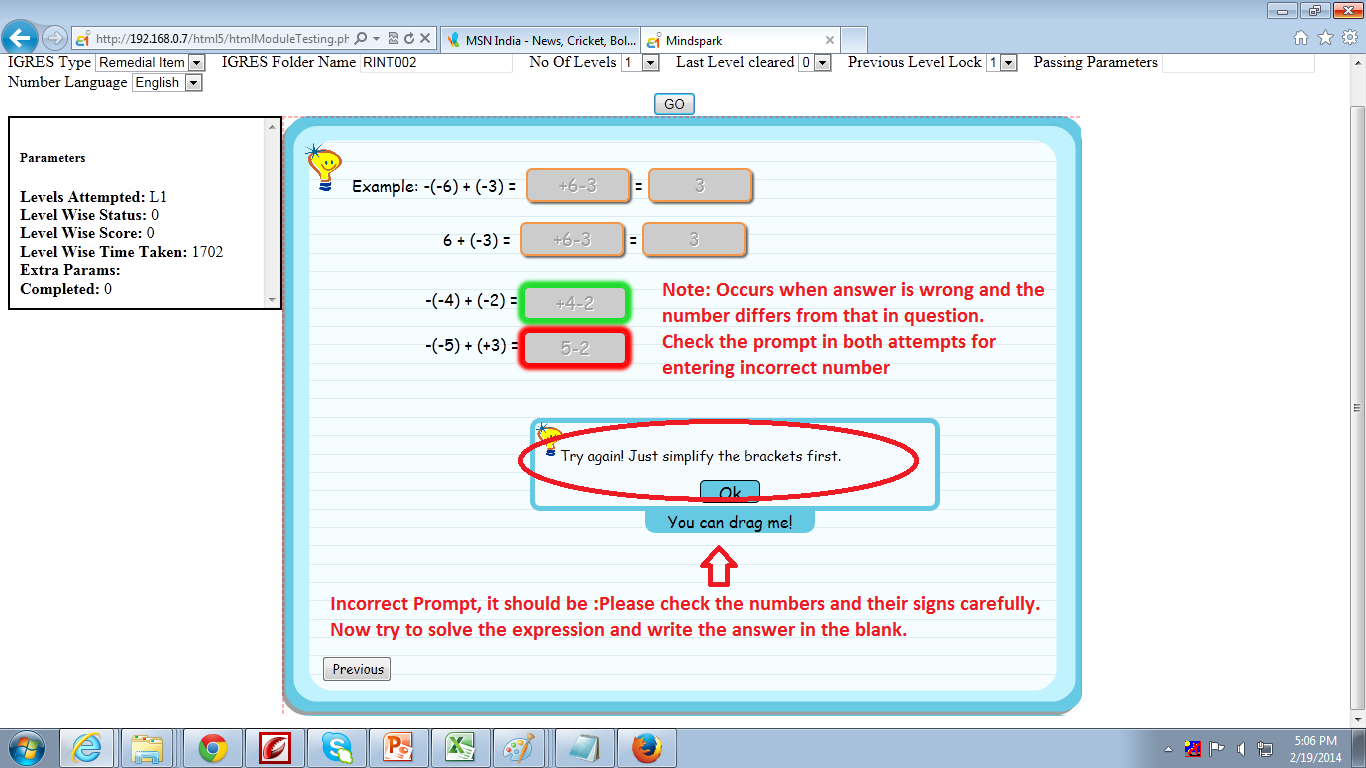 http://192.168.0.7/html5/htmlModuleTesting.ph
MSN India - News, Cricket, Bol...
Mindspark
IGRES Type Remedial Item IGRES Folder Name RINT002 No Of Levels 1 Last Level cleared 0 Previous Level Lock 1 Passing Parameters
Number Language English
GO
Parameters
Levels Attempted: L1
Level Wise Status: 0
Level Wise Score: 0
Level Wise Time Taken: 1702
Extra Params:
Completed: 0
Example: -(-6) + (-3) = +6-3 = 3
6 + (-3) = +6-3 = 3
-(-4) + (-2) = +4-2
-(-5) + (+3) = 5-2
Note: Occurs when answer is wrong and the
number differs from that in question.
Check the prompt in both attempts for
entering incorrect number
Try again! Just simplify the brackets first.
Ok
You can drag me!
Incorrect Prompt, it should be :Please check the numbers and their signs carefully.
Now try to solve the expression and write the answer in the blank.
Previous
5:06 PM
2/19/2014